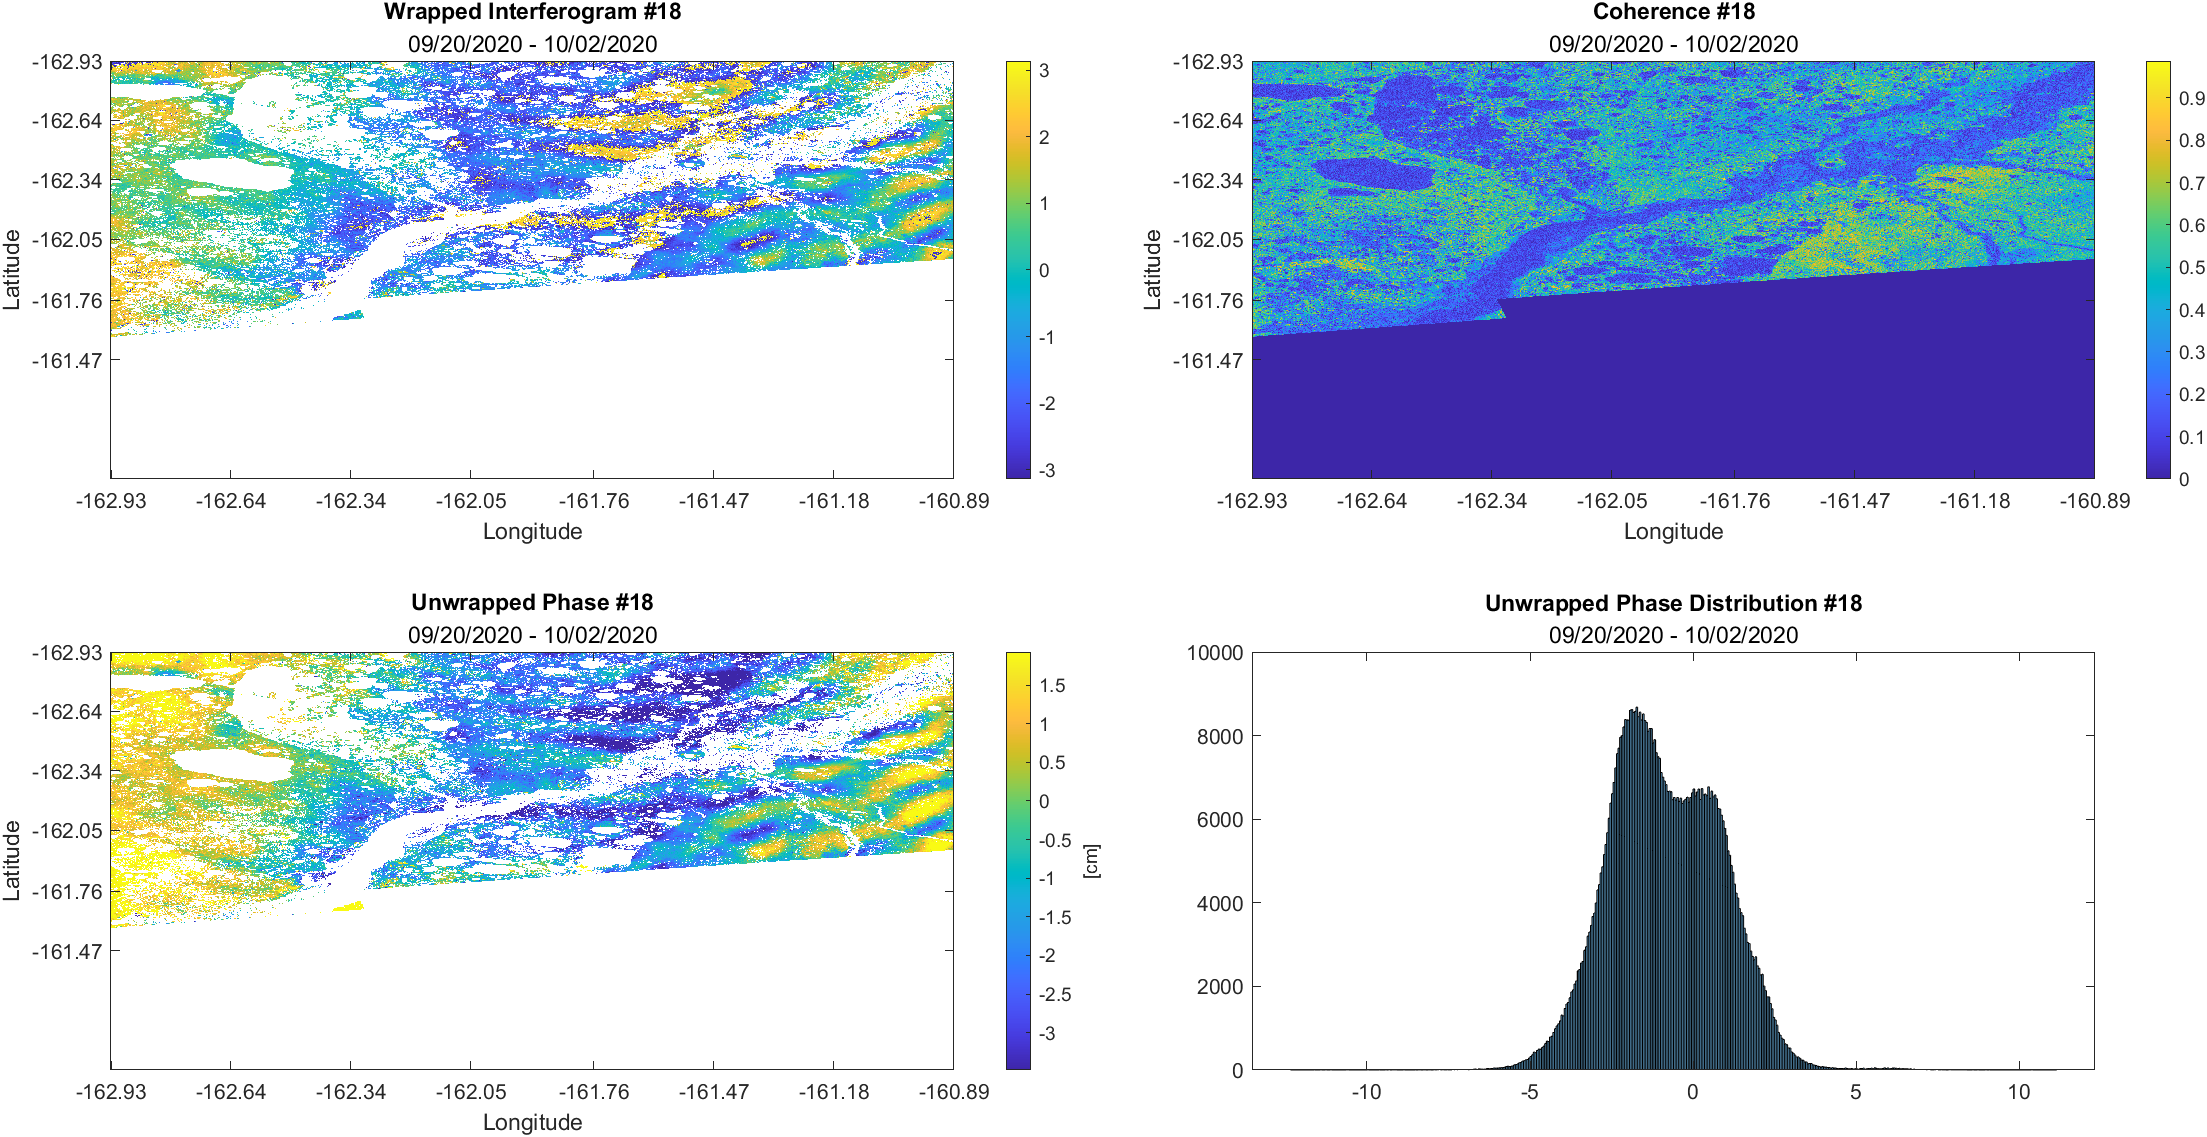 Wrapped Interferogram #18
09/20/2020 - 10/02/2020
-162.93
-162.64
-162.34
-162.05
-161.76
-161.47
Latitude
-162.93 -162.64 -162.34 -162.05 -161.76 -161.47 -161.18 -160.89
Longitude
3
2
1
0
-1
-2
-3
Coherence #18
09/20/2020 - 10/02/2020
-162.93
-162.64
-162.34
-162.05
-161.76
-161.47
Latitude
-162.93 -162.64 -162.34 -162.05 -161.76 -161.47 -161.18 -160.89
Longitude
0.9
0.8
0.7
0.6
0.5
0.4
0.3
0.2
0.1
0
Unwrapped Phase #18
09/20/2020 - 10/02/2020
-162.93
-162.64
-162.34
-162.05
-161.76
-161.47
Latitude
-162.93 -162.64 -162.34 -162.05 -161.76 -161.47 -161.18 -160.89
Longitude
1.5
1
0.5
0
-0.5
-1
-1.5
-2
-2.5
-3
[cm]
Unwrapped Phase Distribution #18
09/20/2020 - 10/02/2020
10000
8000
6000
4000
2000
0
-10 -5 0 5 10